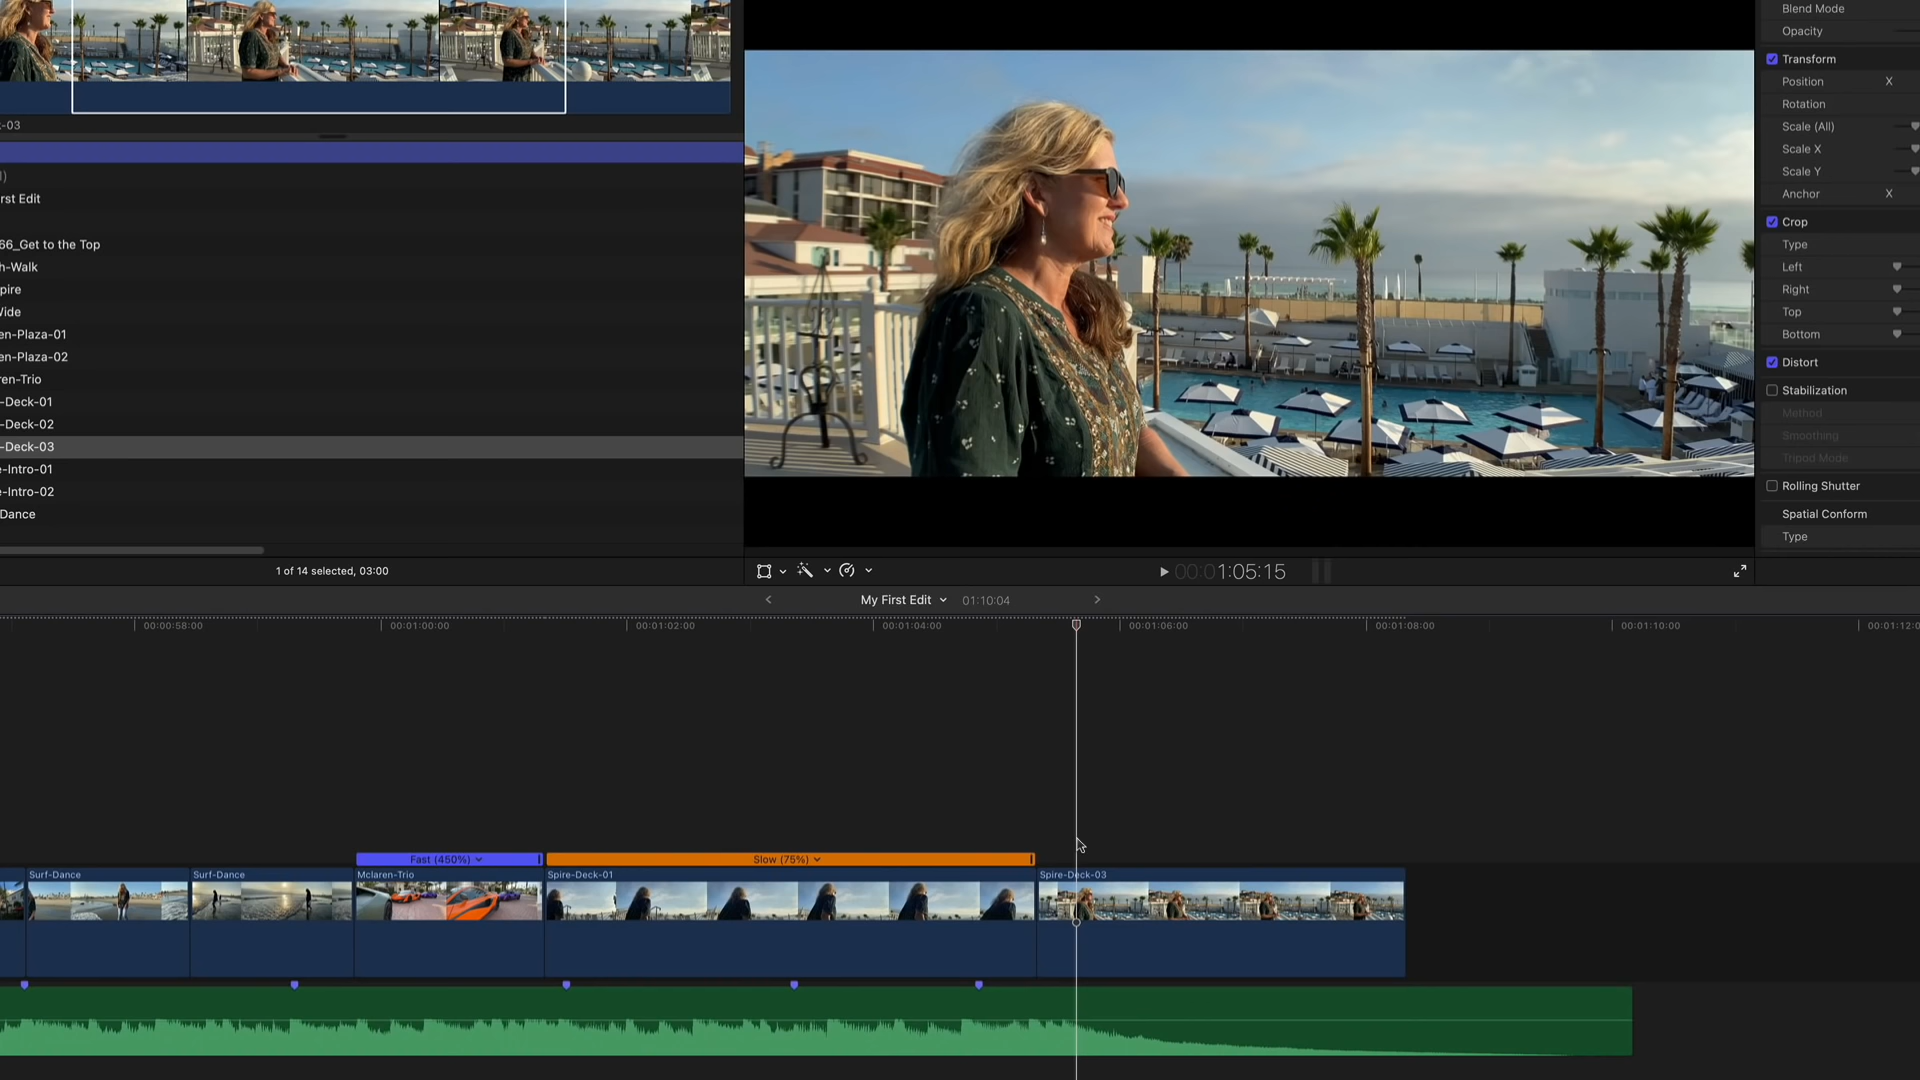 Blend Mode
Opacity
Transform
Position X
Rotation
Scale (All)
Scale X
Scale Y
Anchor X
Crop
Type
Left
Right
Top
Bottom
Distort
Stabilization
Method
Smoothing
Tripod Mode
Rolling Shutter
Spatial Conform
Type
-03
)
rst Edit
66_Get to the Top
h-Walk
pire
Wide
en-Plaza-01
en-Plaza-02
ren-Trio
-Deck-01
-Deck-02
-Deck-03
e-Intro-01
e-Intro-02
Dance
1 of 14 selected, 03:00
00:01:05:15
My First Edit 01:10:04
00:00:58:00 00:01:00:00 00:01:02:00 00:01:04:00 00:01:06:00 00:01:08:00 00:01:10:00 00:01:12:0
Fast (450%) Slow (75%)
Surf-Dance Surf-Dance Mclaren-Trio Spire-Deck-01 Spire-Deck-03